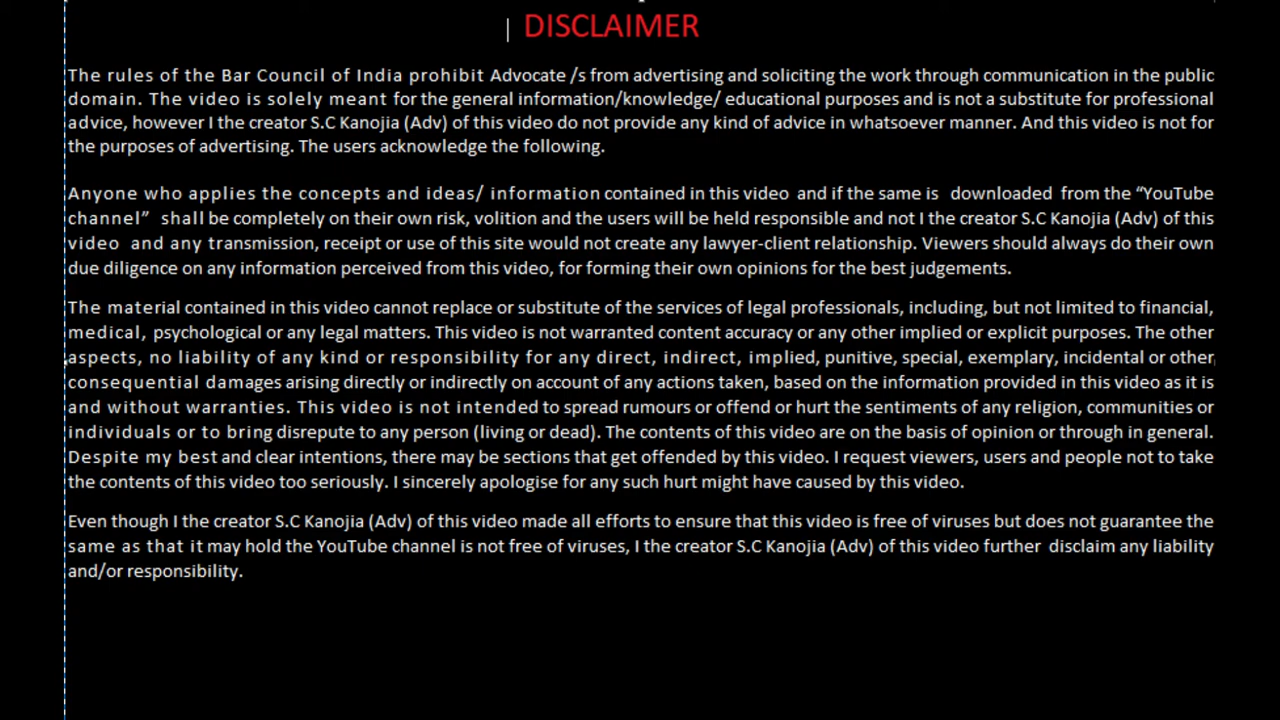 DISCLAIMER
The rules of the Bar Council of India prohibit Advocate /s from advertising and soliciting the work through communication in the public
domain. The video is solely meant for the general information/knowledge/ educational purposes and is not a substitute for professional
advice, however I the creator S.C Kanojia (Adv) of this video do not provide any kind of advice in whatsoever manner. And this video is not for
the purposes of advertising. The users acknowledge the following.
Anyone who applies the concepts and ideas/ information contained in this video and if the same is downloaded from the “YouTube
channel” shall be completely on their own risk, volition and the users will be held responsible and not I the creator S.C Kanojia (Adv) of this
video and any transmission, receipt or use of this site would not create any lawyer-client relationship. Viewers should always do their own
due diligence on any information perceived from this video, for forming their own opinions for the best judgements.
The material contained in this video cannot replace or substitute of the services of legal professionals, including, but not limited to financial,
medical, psychological or any legal matters. This video is not warranted content accuracy or any other implied or explicit purposes. The other
aspects, no liability of any kind or responsibility for any direct, indirect, implied, punitive, special, exemplary, incidental or other
consequential damages arising directly or indirectly on account of any actions taken, based on the information provided in this video as it is
and without warranties. This video is not intended to spread rumours or offend or hurt the sentiments of any religion, communities or
individuals or to bring disrepute to any person (living or dead). The contents of this video are on the basis of opinion or through in general.
Despite my best and clear intentions, there may be sections that get offended by this video. I request viewers, users and people not to take
the contents of this video too seriously. I sincerely apologise for any such hurt might have caused by this video.
Even though I the creator S.C Kanojia (Adv) of this video made all efforts to ensure that this video is free of viruses but does not guarantee the
same as that it may hold the YouTube channel is not free of viruses, I the creator S.C Kanojia (Adv) of this video further disclaim any liability
and/or responsibility.